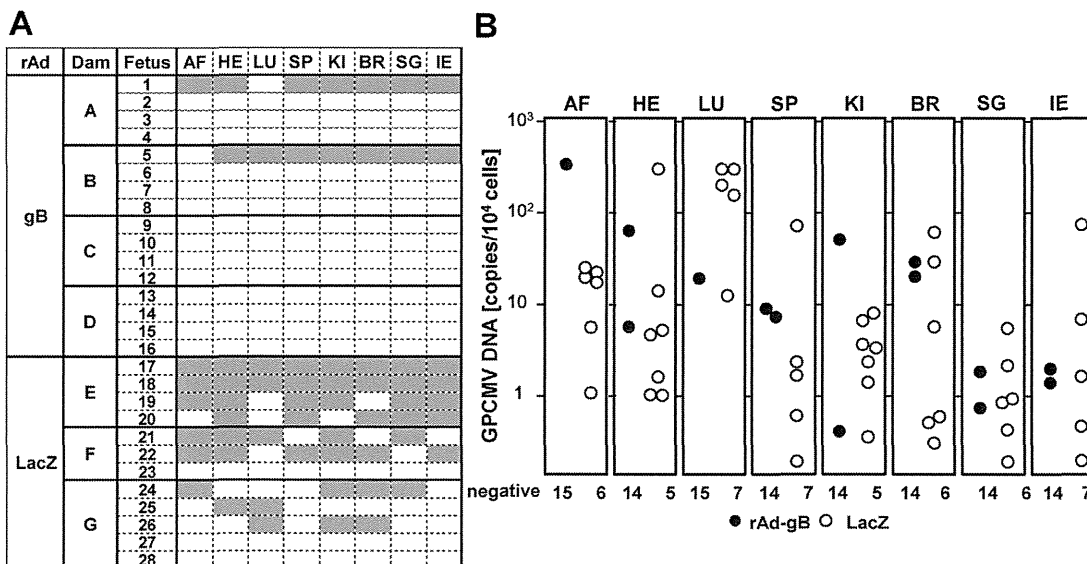 A
rAd Dam Fetus AF HE LU SP KI BR SG IE
gB
A
1
2
3
4
B
5
6
7
8
C
9
10
11
12
D
13
14
15
16
LacZ
E
17
18
19
20
F
21
22
23
G
24
25
26
27
28
B
AF HE LU SP KI BR SG IE
GPCMV DNA [copies/10⁴ cells]
10³
10²
10
1
negative 15 6 14 5 15 7 14 7 14 5 14 6 14 6 14 7
● rAd-gB ○ LacZ